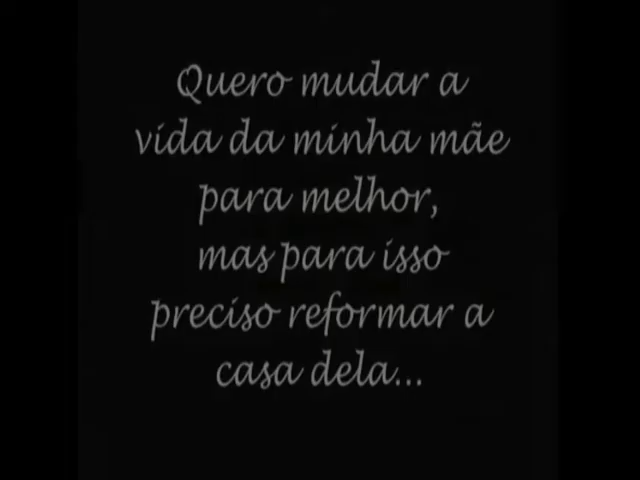 Quero mudar a
vida da minha mãe
para melhor,
mas para isso
preciso reformar a
casa dela...